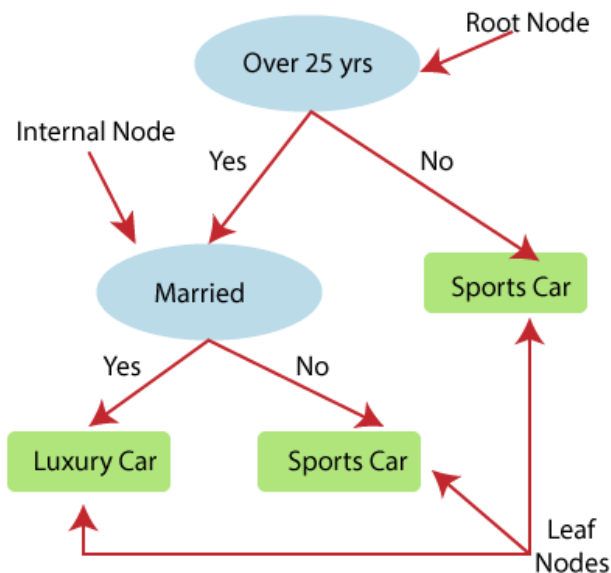 Root Node
Over 25 yrs
Internal Node
Yes
No
Married
Sports Car
Yes
No
Luxury Car
Sports Car
Leaf
Nodes